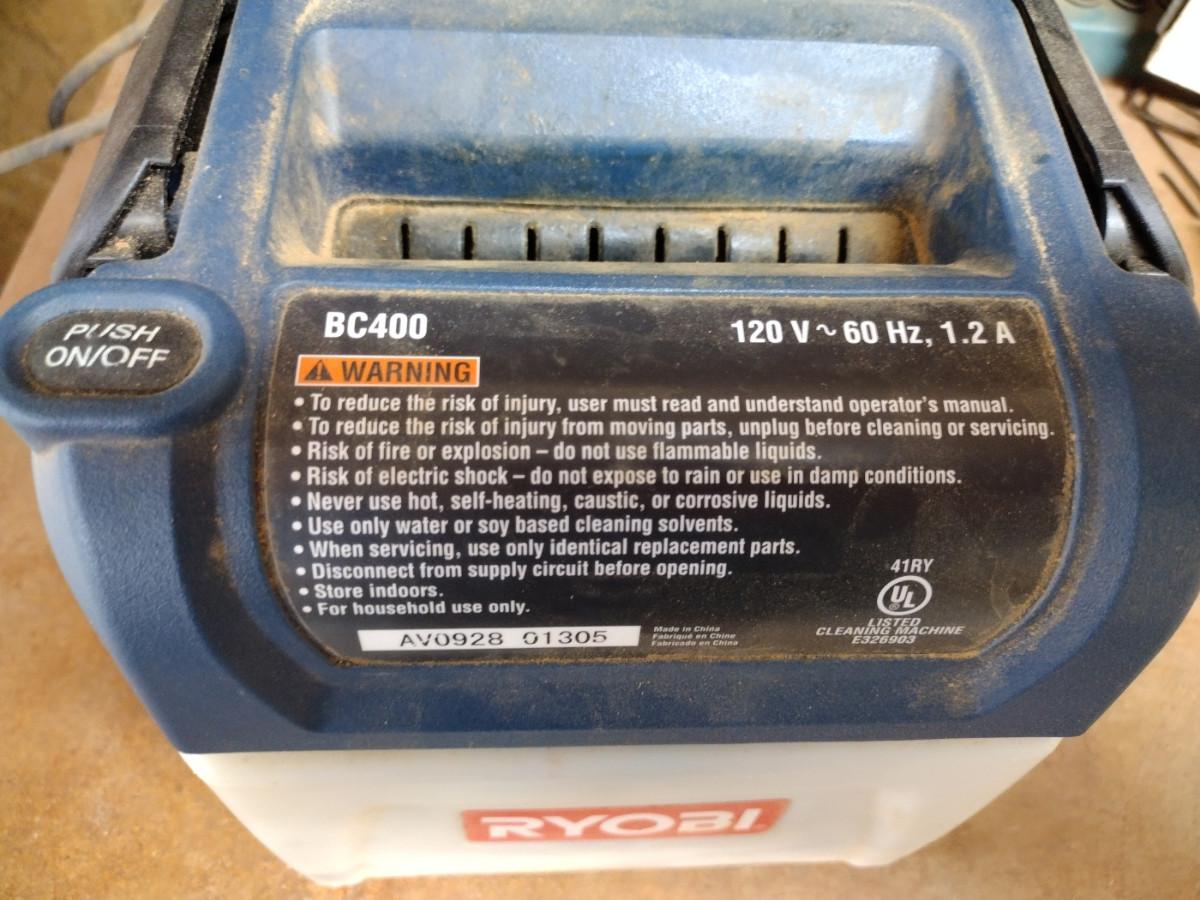 PUSH
ON/OFF
BC400
120 V ~ 60 Hz, 1.2 A
WARNING
• To reduce the risk of injury, user must read and understand operator's manual.
• To reduce the risk of injury from moving parts, unplug before cleaning or servicing.
• Risk of fire or explosion – do not use flammable liquids.
• Risk of electric shock – do not expose to rain or use in damp conditions.
• Never use hot, self-heating, caustic, or corrosive liquids.
• Use only water or soy based cleaning solvents.
• When servicing, use only identical replacement parts.
• Disconnect from supply circuit before opening.
• Store indoors.
• For household use only.
AV0928 01305
Made in China
Fabriqué en Chine
Fabricado en China
41RY
UL
LISTED
CLEANING MACHINE
E326903
RYOBI